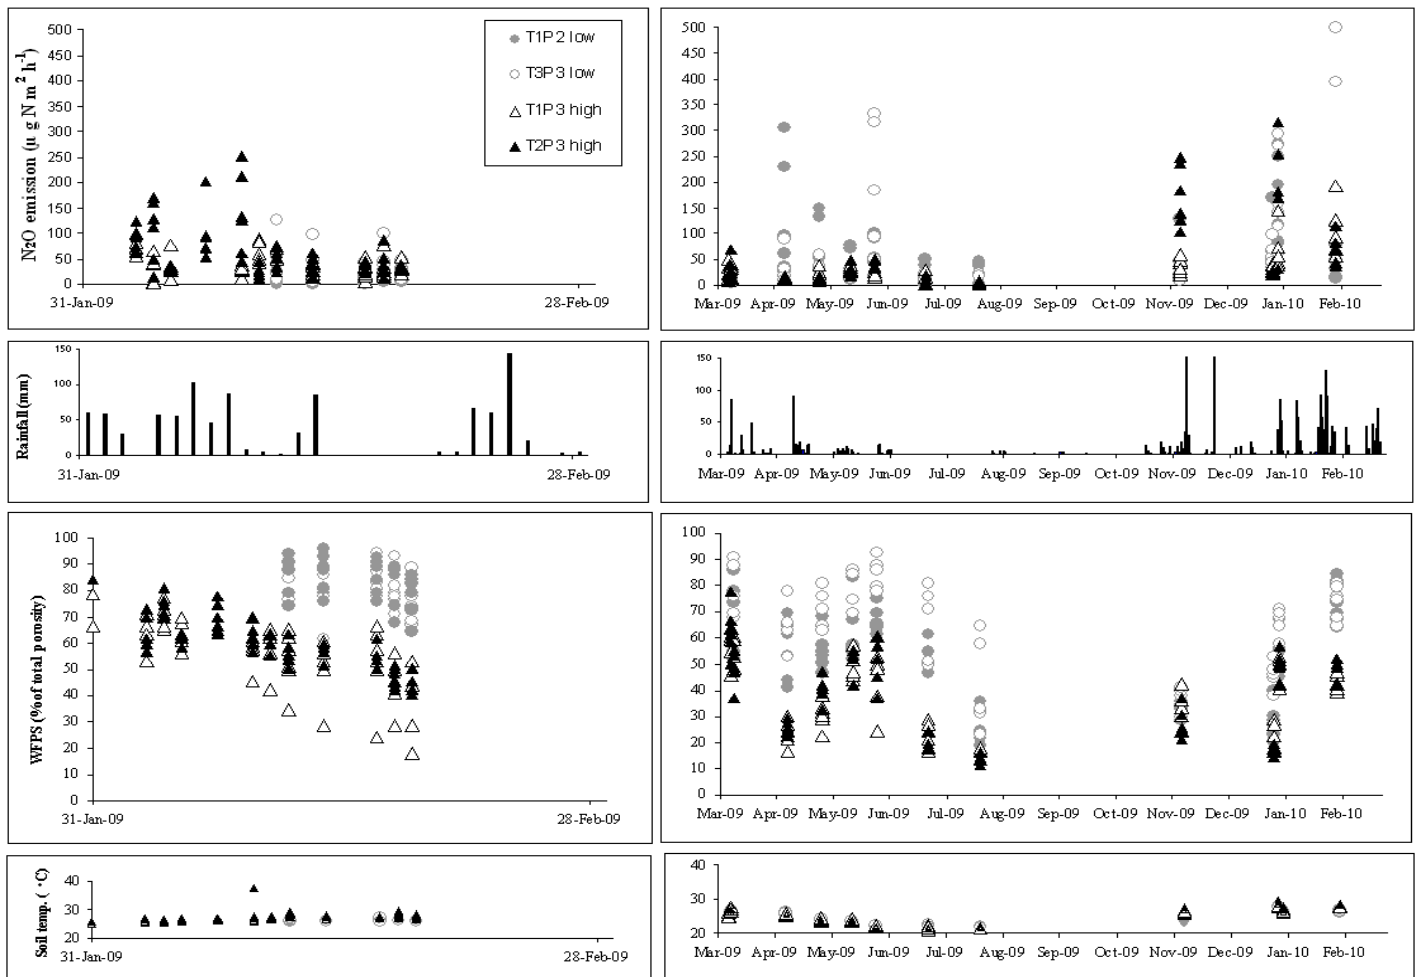 N₂O emission (μ g N m² h⁻¹)
500
450
400
350
300
250
200
150
100
50
0
31-Jan-09
28-Feb-09
T1P2 low
T3P3 low
T1P3 high
T2P3 high
500
450
400
350
300
250
200
150
100
50
0
Mar-09 Apr-09 May-09 Jun-09 Jul-09 Aug-09 Sep-09 Oct-09 Nov-09 Dec-09 Jan-10 Feb-10
Rainfall (mm)
150
100
50
0
31-Jan-09
28-Feb-09
150
100
50
0
Mar-09 Apr-09 May-09 Jun-09 Jul-09 Aug-09 Sep-09 Oct-09 Nov-09 Dec-09 Jan-10 Feb-10
WFPS (% of total porosity)
100
90
80
70
60
50
40
30
20
10
0
31-Jan-09
28-Feb-09
100
90
80
70
60
50
40
30
20
10
0
Mar-09 Apr-09 May-09 Jun-09 Jul-09 Aug-09 Sep-09 Oct-09 Nov-09 Dec-09 Jan-10 Feb-10
Soil temp. ( °C)
40
30
20
31-Jan-09
28-Feb-09
40
30
20
Mar-09 Apr-09 May-09 Jun-09 Jul-09 Aug-09 Sep-09 Oct-09 Nov-09 Dec-09 Jan-10 Feb-10